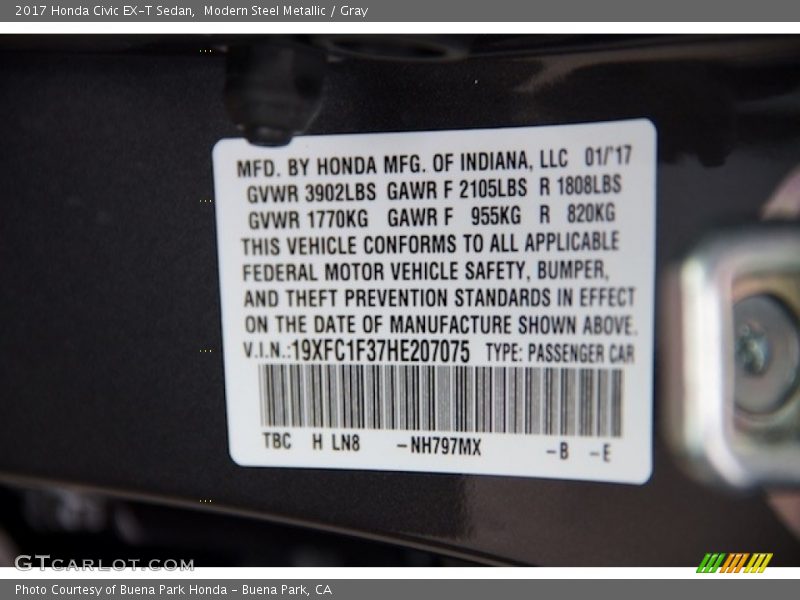 2017 Honda Civic EX-T Sedan, Modern Steel Metallic / Gray
MFD. BY HONDA MFG. OF INDIANA, LLC 01/'17
GVWR 3902LBS GAWR F 2105LBS R 1808LBS
GVWR 1770KG GAWR F 955KG R 820KG
THIS VEHICLE CONFORMS TO ALL APPLICABLE
FEDERAL MOTOR VEHICLE SAFETY, BUMPER,
AND THEFT PREVENTION STANDARDS IN EFFECT
ON THE DATE OF MANUFACTURE SHOWN ABOVE.
V.I.N.:19XFC1F37HE207075 TYPE: PASSENGER CAR
TBC H LN8 -NH797MX -B -E
GTCARLOT.COM
Photo Courtesy of Buena Park Honda - Buena Park, CA